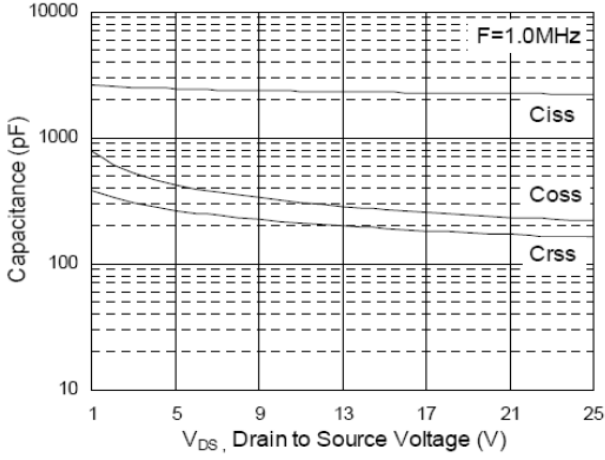 10000
F=1.0MHz
Ciss
1000
Capacitance (pF)
Coss
Crss
100
10
1 5 9 13 17 21 25
VDS , Drain to Source Voltage (V)